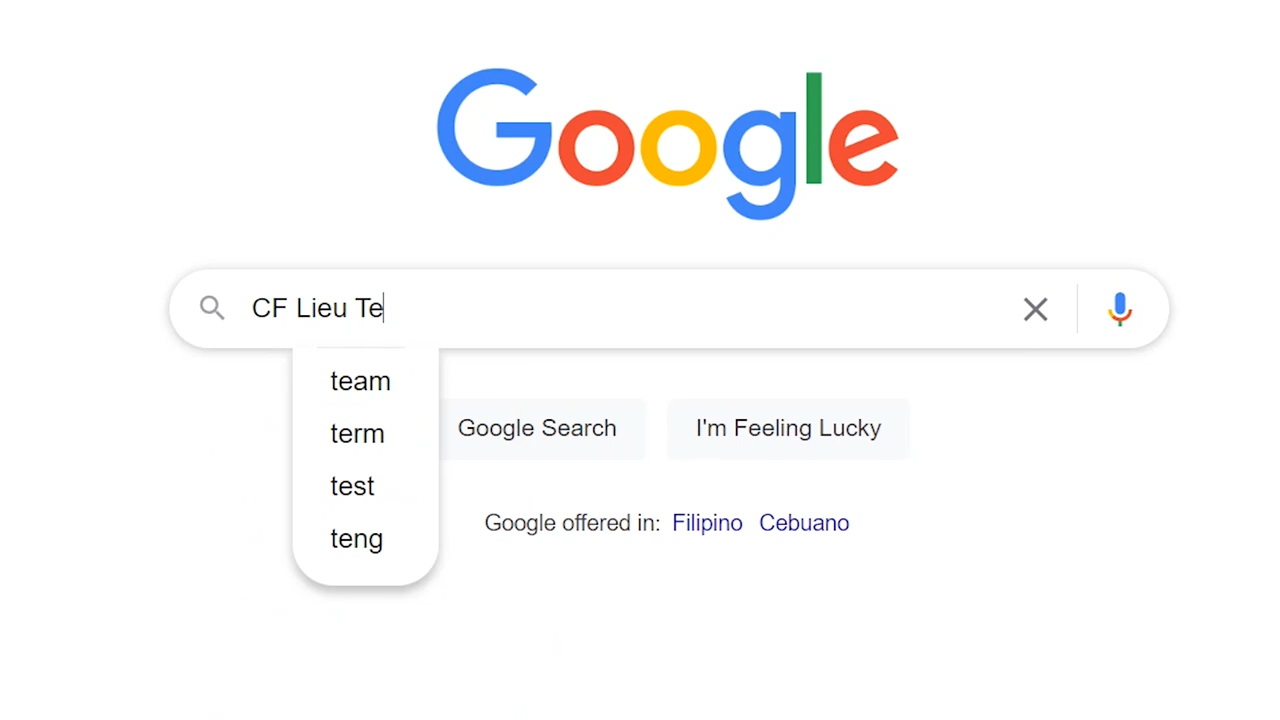 Google
CF Lieu Te
team
term
test
teng
Google Search
I'm Feeling Lucky
Google offered in: Filipino Cebuano